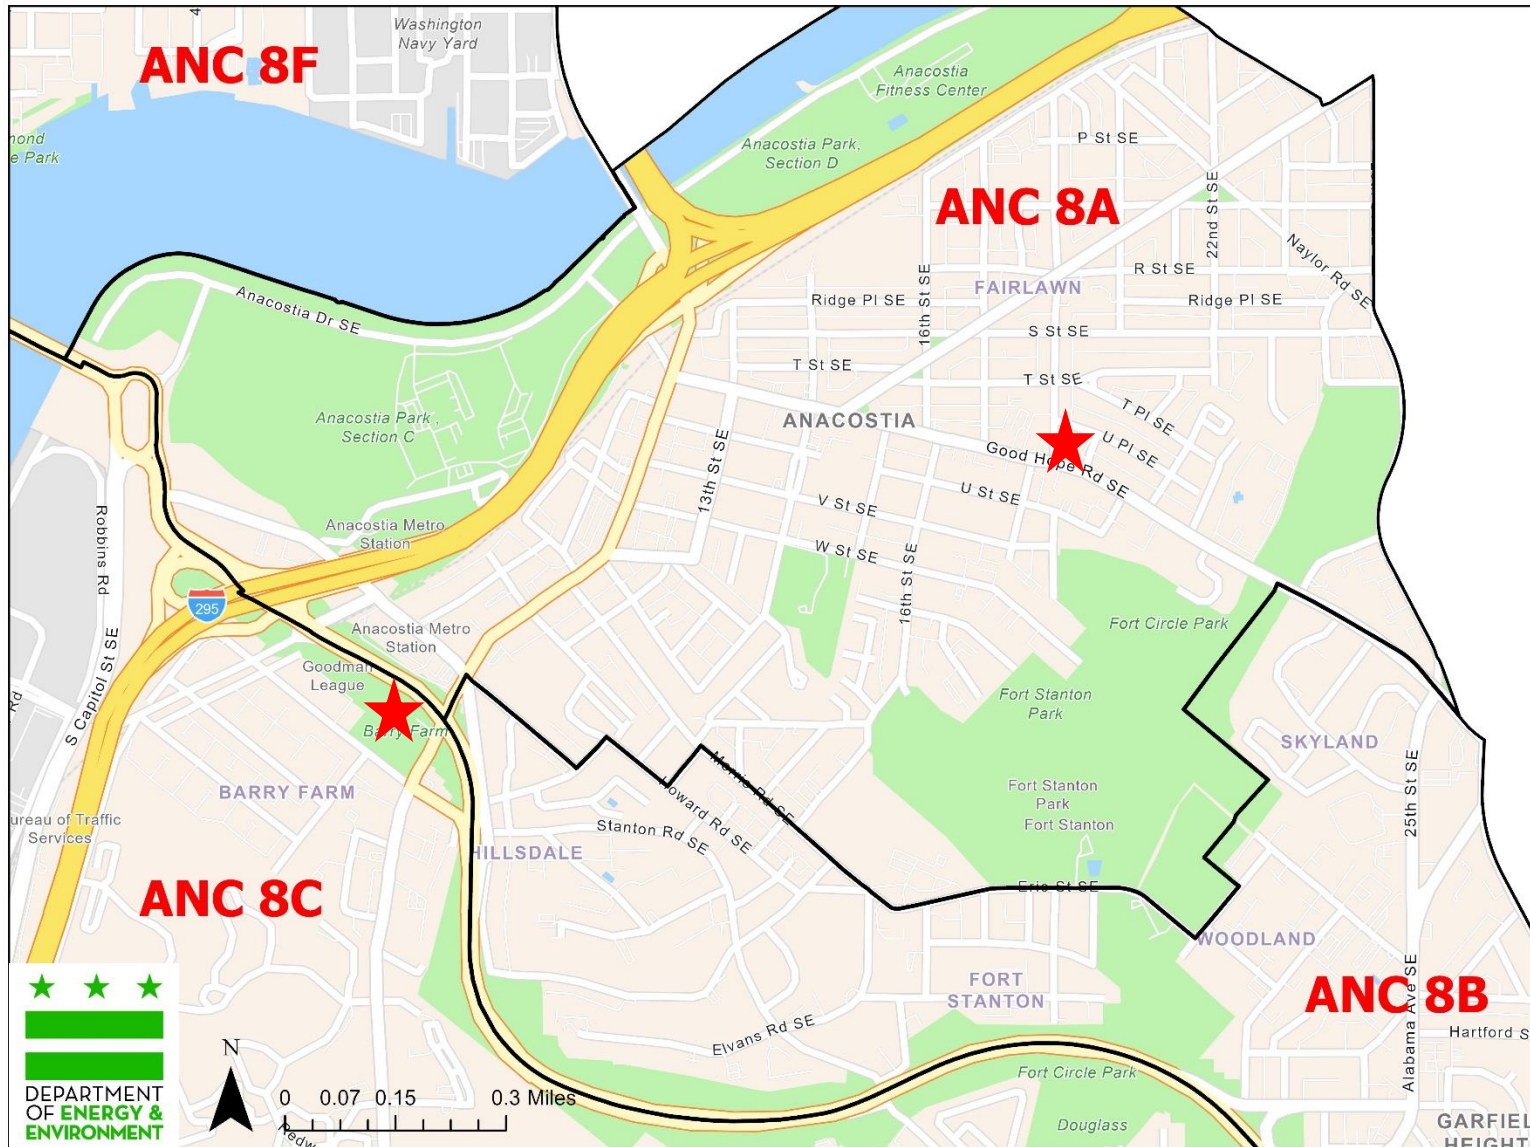 Washington
Navy Yard
ANC 8F
Anacostia
Fitness Center
mond
e Park
Anacostia Park,
Section D
P St SE
22nd St SE
ANC 8A
Naylor Rd SE
R St SE
FAIRLAWN
Anacostia Dr SE
Ridge Pl SE
16th St SE
Ridge Pl SE
S St SE
T St SE
T St SE
Anacostia Park,
Section C
ANACOSTIA
T Pl SE
U Pl SE
Good Hope Rd SE
13th St SE
U St SE
V St SE
Robbins Rd
Anacostia Metro
Station
W St SE
16th St SE
295
Anacostia Metro
Station
Fort Circle Park
Goodman
League
S Capitol St SE
Rd
Barry Farm
Fort Stanton
Park
SKYLAND
BARRY FARM
Morris Rd SE
Howard Rd SE
Fort Stanton
Park
Fort Stanton
25th St SE
ureau of Traffic
Services
Stanton Rd SE
HILLSDALE
ANC 8C
Erie St SE
WOODLAND
FORT
STANTON
ANC 8B
Elvans Rd SE
Alabama Ave SE
Hartford S
Fort Circle Park
N
0 0.07 0.15 0.3 Miles
DEPARTMENT
OF ENERGY &
ENVIRONMENT
Redw
Douglass
GARFIEL
HEIGHT